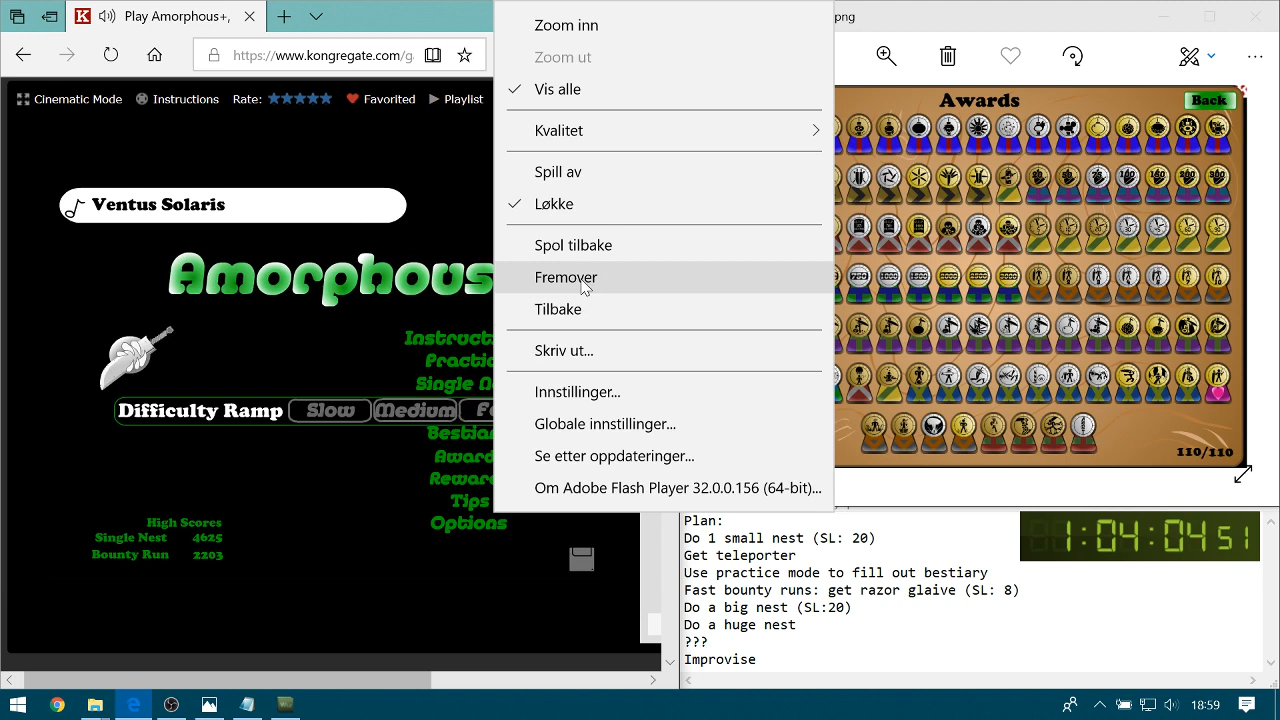 Play Amorphous+,
https://www.kongregate.com/g
Cinematic Mode
Instructions
Rate:
Favorited
Playlist
Ventus Solaris
Amorphous
Instruct
Practic
Single N
Difficulty Ramp
Slow
Medium
F
Bestia
Award
Rewar
Tips
Options
High Scores
Single Nest 4625
Bounty Run 2203
Zoom inn
Zoom ut
Vis alle
Kvalitet
Spill av
Løkke
Spol tilbake
Fremover
Tilbake
Skriv ut...
Innstillinger...
Globale innstillinger...
Se etter oppdateringer...
Om Adobe Flash Player 32.0.0.156 (64-bit)...
png
Awards
Back
110/110
Plan:
Do 1 small nest (SL: 20)
Get teleporter
Use practice mode to fill out bestiary
Fast bounty runs: get razor glaive (SL: 8)
Do a big nest (SL:20)
Do a huge nest
???
Improvise
1:04:04 51
18:59